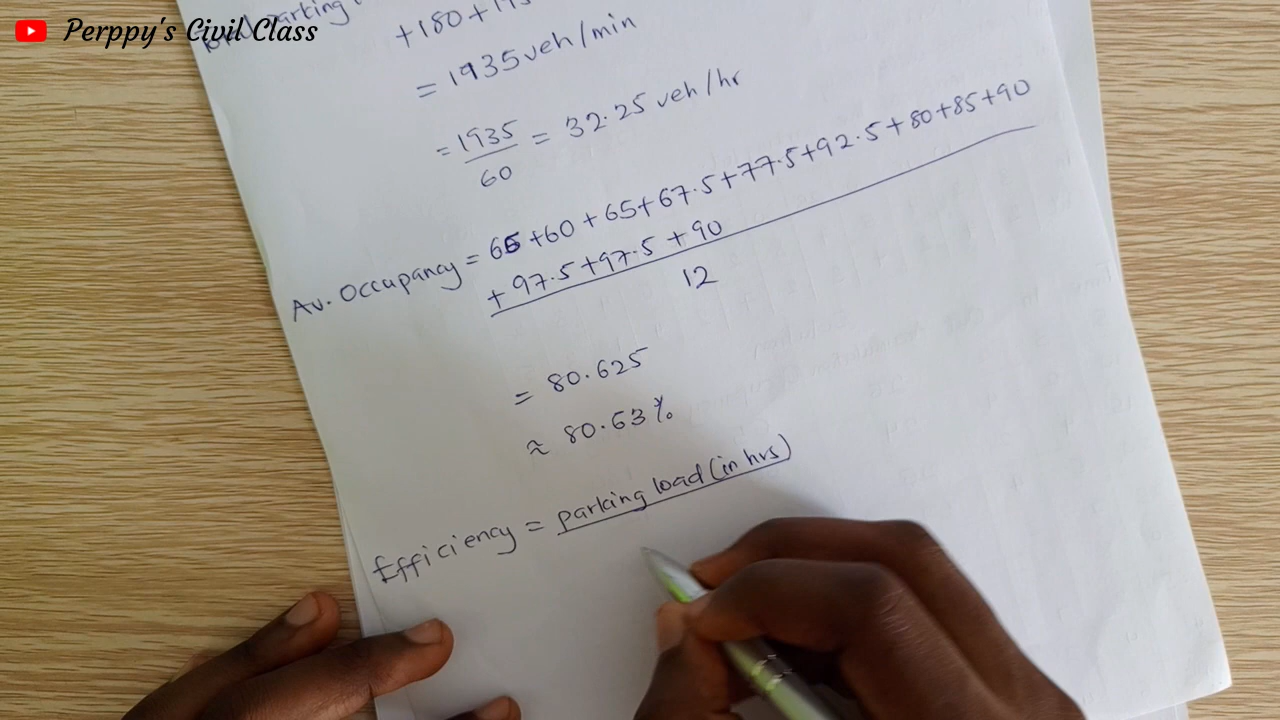 Perppy's Civil Class
parking
+180+
= 1935 veh/min
= 1935/60 = 32.25 veh/hr
Av. Occupancy = 65 +60 + 65+ 67.5+77.5+92.5+80+85+90
+ 97.5 +97.5 +90
12
= 80.625
≈ 80.63%
Efficiency = parking load (in hrs)